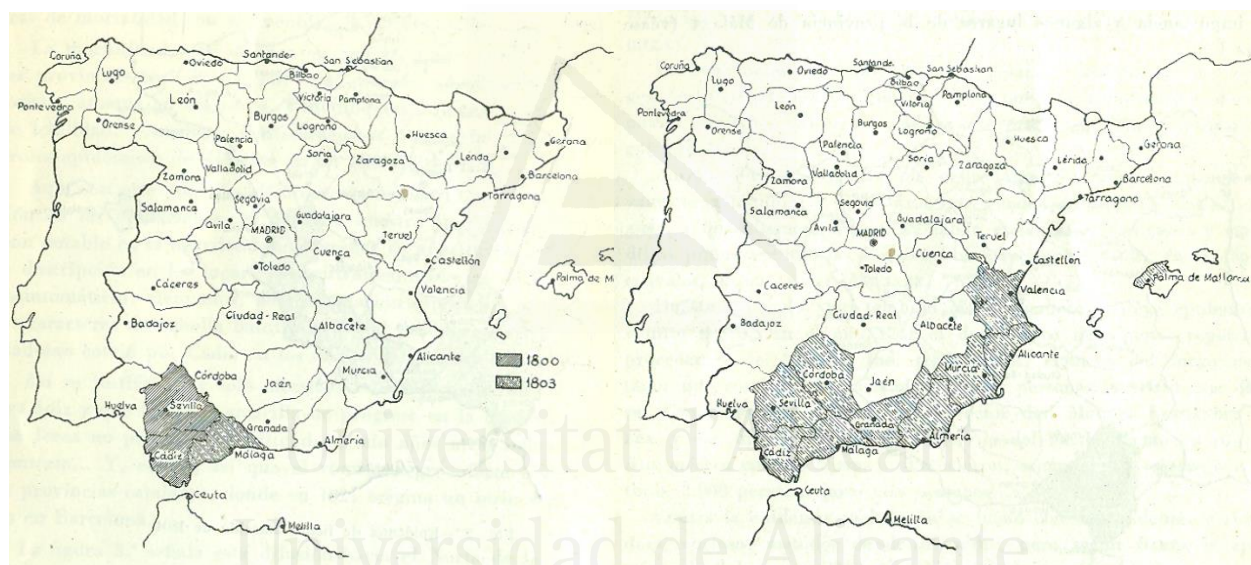 Coruña
Lugo
Oviedo
Santander
San Sebastian
Bilbao
Pontevedra
Orense
León
Burgos
Victoria
Pamplona
Logroño
Huesca
Gerona
Palencia
Zamora
Valladolid
Soria
Zaragoza
Lerida
Barcelona
Tarragona
Salamanca
Segovia
Avila
MADRID
Guadalajara
Teruel
Castellón
Cáceres
Toledo
Cuenca
Valencia
Palma de M
Badajoz
Ciudad-Real
Albacete
Alicante
Murcia
Córdoba
Jaén
Huelva
Sevilla
Granada
Almería
Cádiz
Málaga
Ceuta
Melilla
1800
1803
Coruña
Lugo
Oviedo
Santander
San Sebastian
Bilbao
Pontevedra
Orense
León
Burgos
Vitoria
Pamplona
Logroño
Huesca
Gerona
Palencia
Zamora
Valladolid
Soria
Zaragoza
Lérida
Barcelona
Tarragona
Salamanca
Segovia
Avila
MADRID
Guadalajara
Teruel
Castellón
Caceres
Toledo
Cuenca
Valencia
Palma de Mallorca
Badajoz
Ciudad-Real
Albacete
Alicante
Murcia
Córdoba
Jaén
Huelva
Sevilla
Granada
Almería
Cádiz
Málaga
Ceuta
Melilla
Universitat d'Alacant
Universidad de Alicante